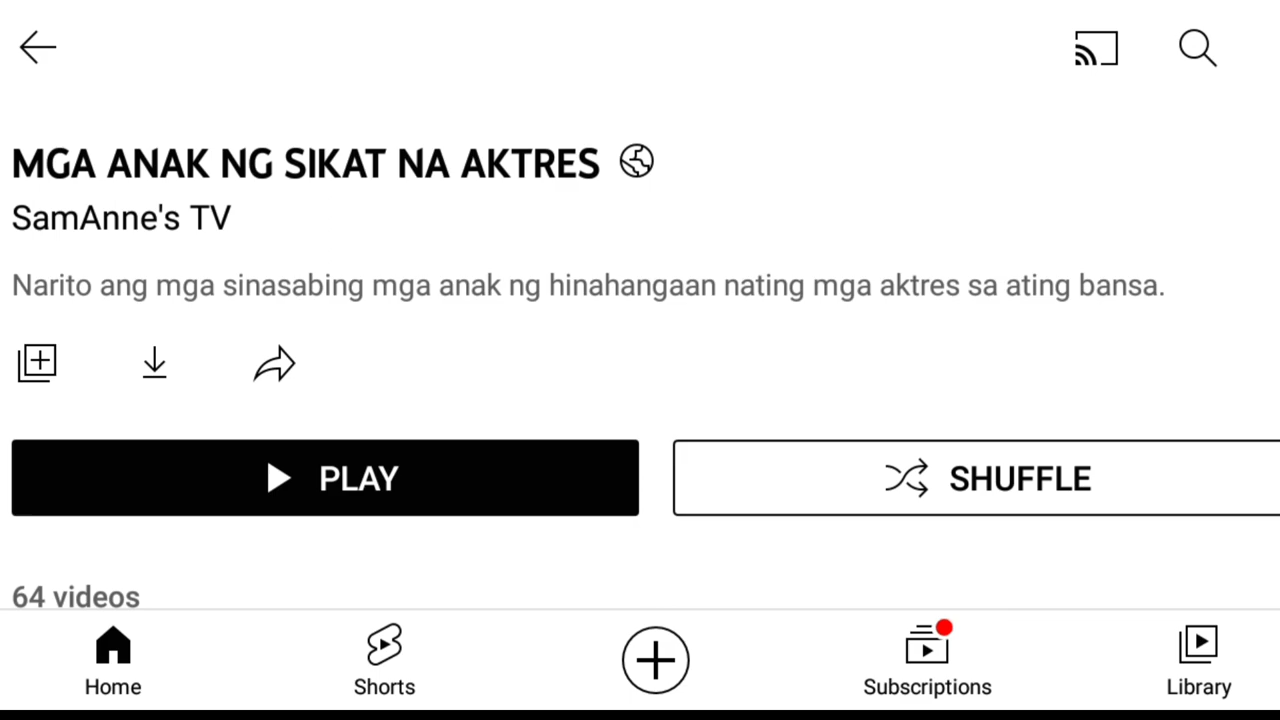 MGA ANAK NG SIKAT NA AKTRES
SamAnne's TV
Narito ang mga sinasabing mga anak ng hinahangaan nating mga aktres sa ating bansa.
PLAY
SHUFFLE
64 videos
Home
Shorts
Subscriptions
Library